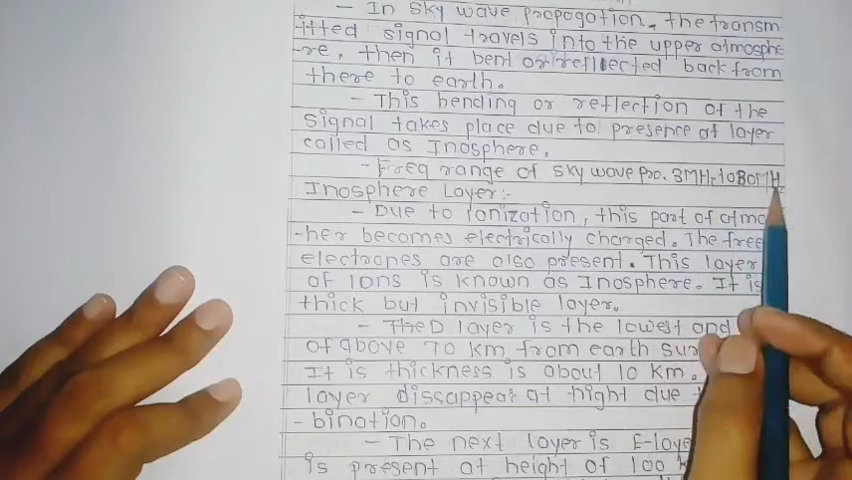 - In sky wave propogation, the transm
itted signal travels into the upper atmosphe
-re, then it bent or reflected back from
there to earth.
- This bending or reflection of the
signal takes place due to presence of layer
called as Inosphere.
- Freq range of sky wave pro. 3MHz to 30MH
Inosphere Layer:-
- Due to Ionization, this part of atmo
-her becomes electrically charged. The free
electrones are also present. This layer
of Ions is known as Inosphere. It is
thick but invisible layer.
- The D layer is the lowest and
of above 70 km from earth sur
It is thickness is about 10 km.
layer dissappear at night due
- bination.
- The next layer is E-laye
is present at height of 100